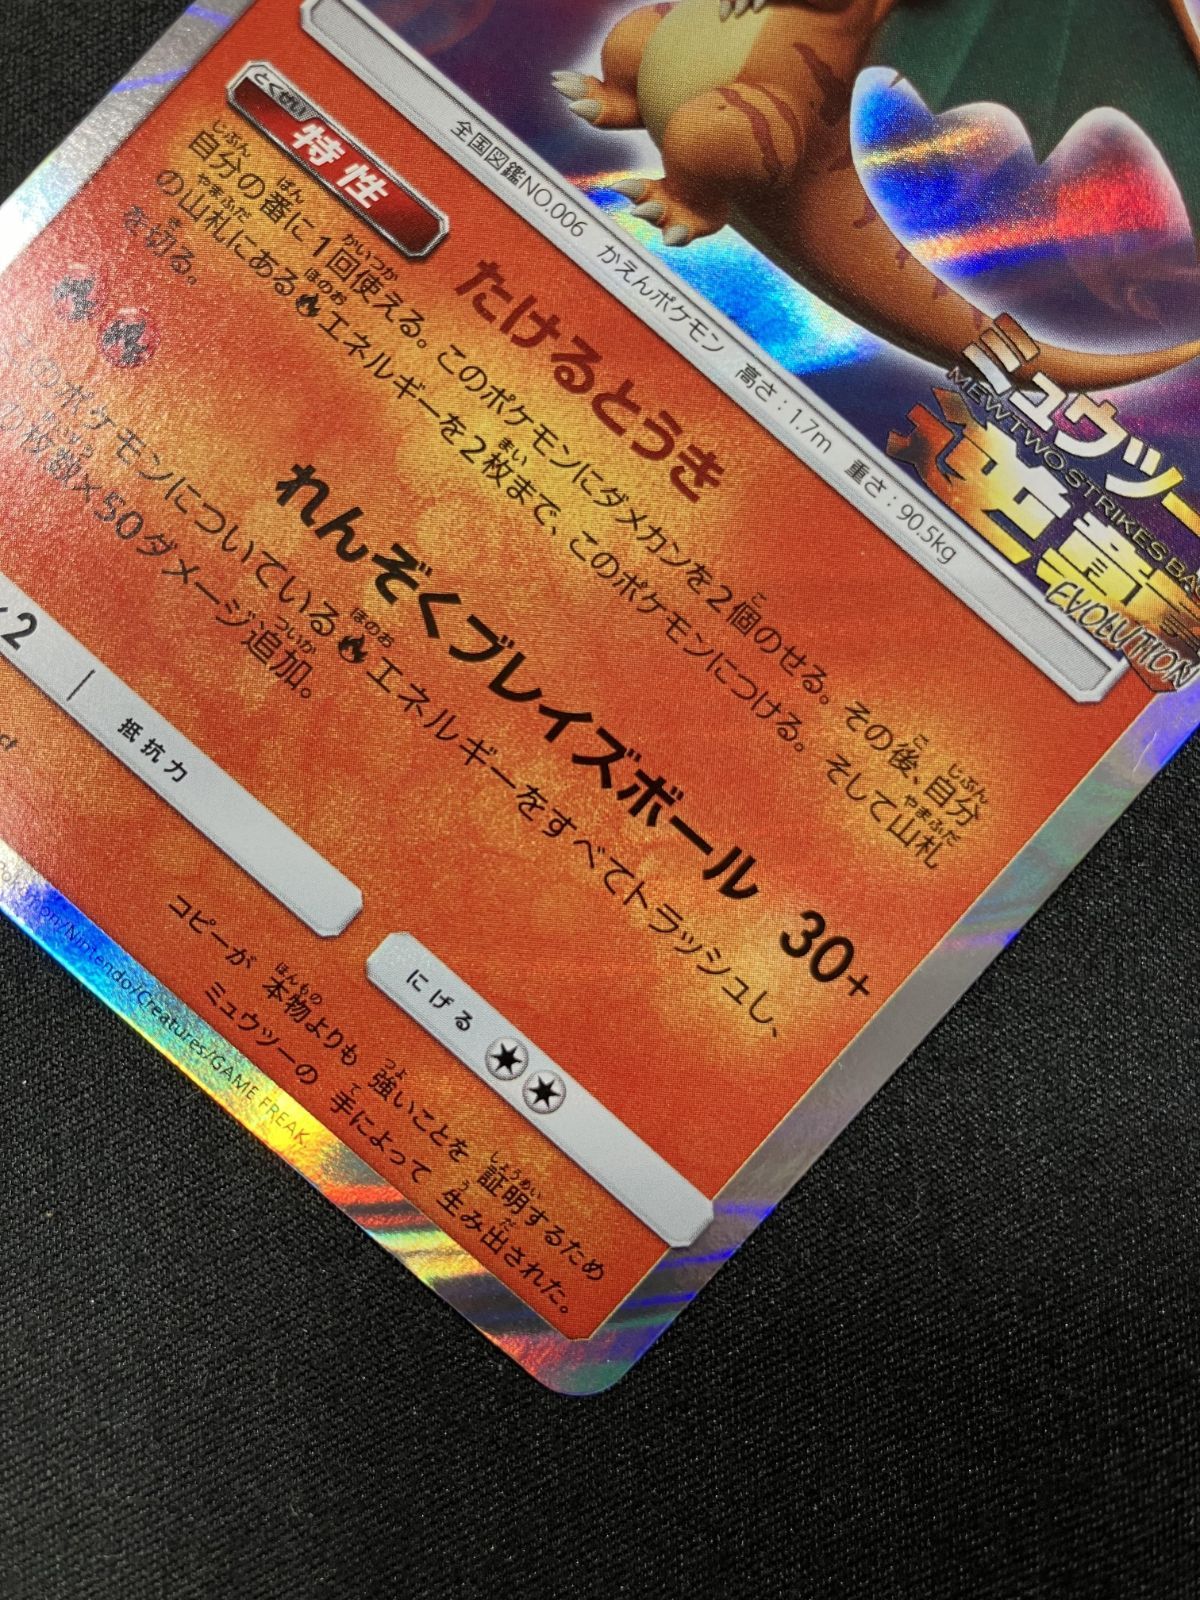 ミュウツー
MEWTWO STRIKES BA
逆襲
EVOLUTION
全国図鑑NO.006 かえんポケモン 高さ：1.7m 重さ：90.5kg
とくせい
特性
たけるとうき
自分の番に1回使える。このポケモンにダメカンを2個のせる。その後、自分
の山札にあるエネルギーを2枚まで、このポケモンにつける。そして山札
を切る。
れんぞくブレイズボール 30+
のポケモンについているエネルギーをすべてトラッシュし、
の枚数×50ダメージ追加。
×2
抵抗力
にげる
コピーが 本物よりも 強いことを 証明するため
ミュウツーの 手によって 生み出された。
Pokémon/Nintendo/Creatures/GAME FREAK.